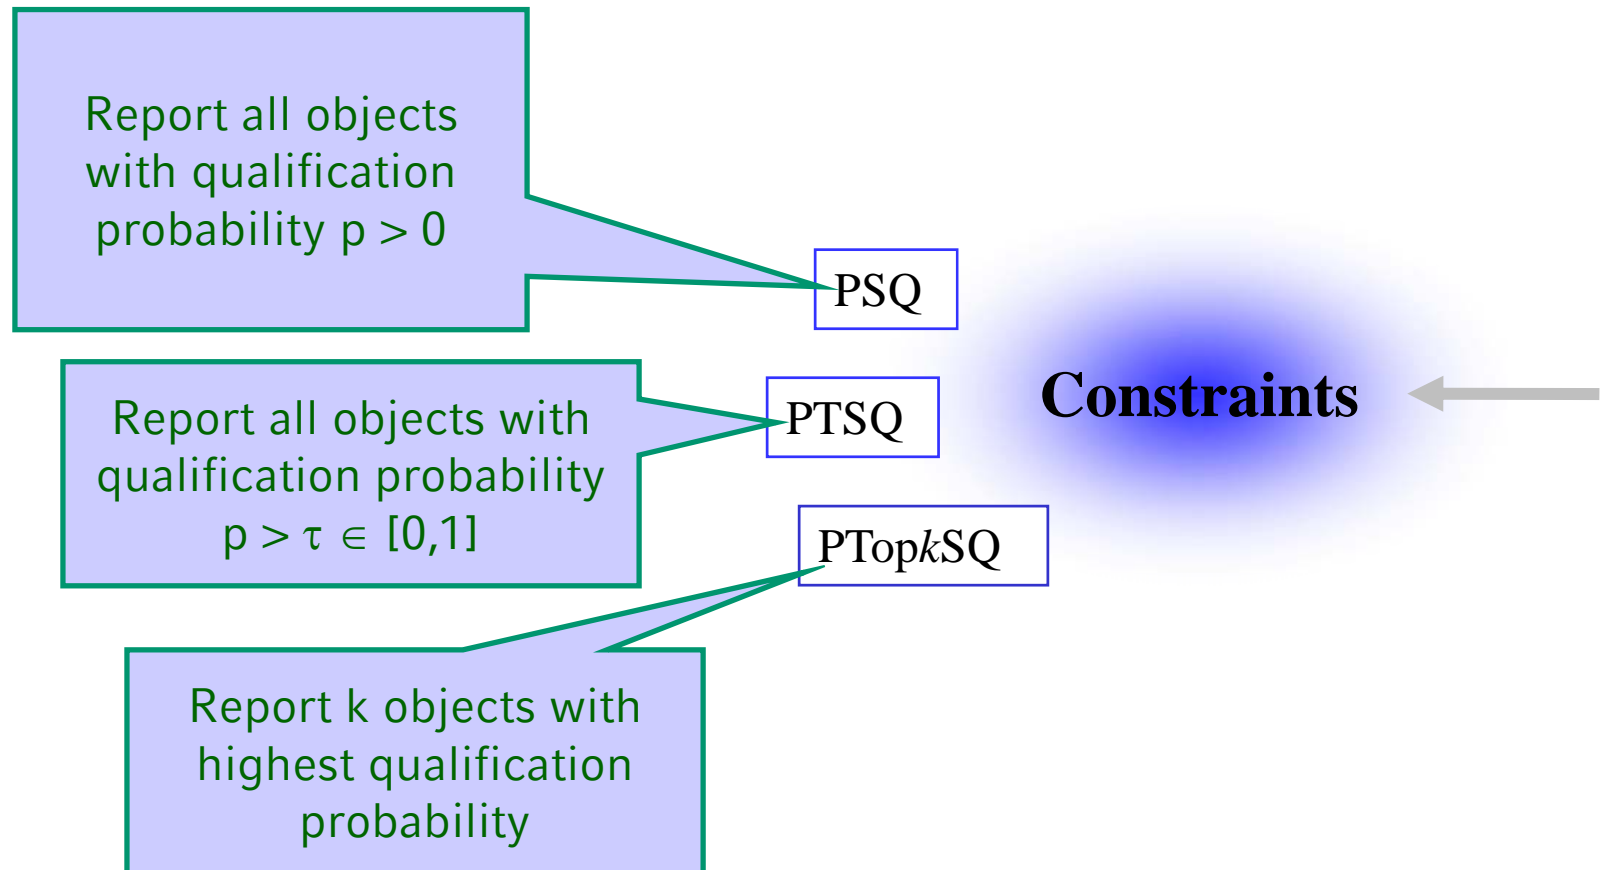 Report all objects
with qualification
probability p > 0
PSQ
Report all objects with
qualification probability
p > τ ∈ [0,1]
PTSQ
Constraints
PTopkSQ
Report k objects with
highest qualification
probability